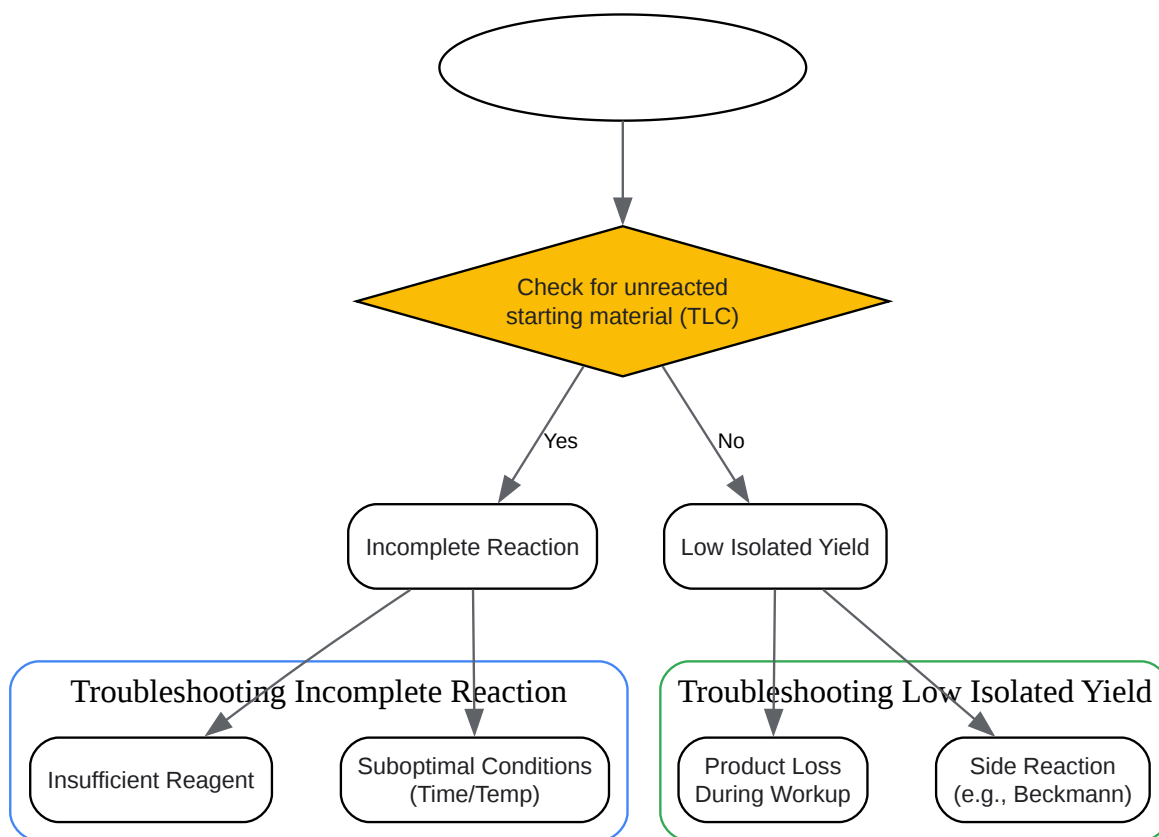 Check for unreacted
starting material (TLC)
Yes
No
Incomplete Reaction
Low Isolated Yield
Troubleshooting Incomplete Reaction
Troubleshooting Low Isolated Yield
Insufficient Reagent
Suboptimal Conditions
(Time/Temp)
Product Loss
During Workup
Side Reaction
(e.g., Beckmann)